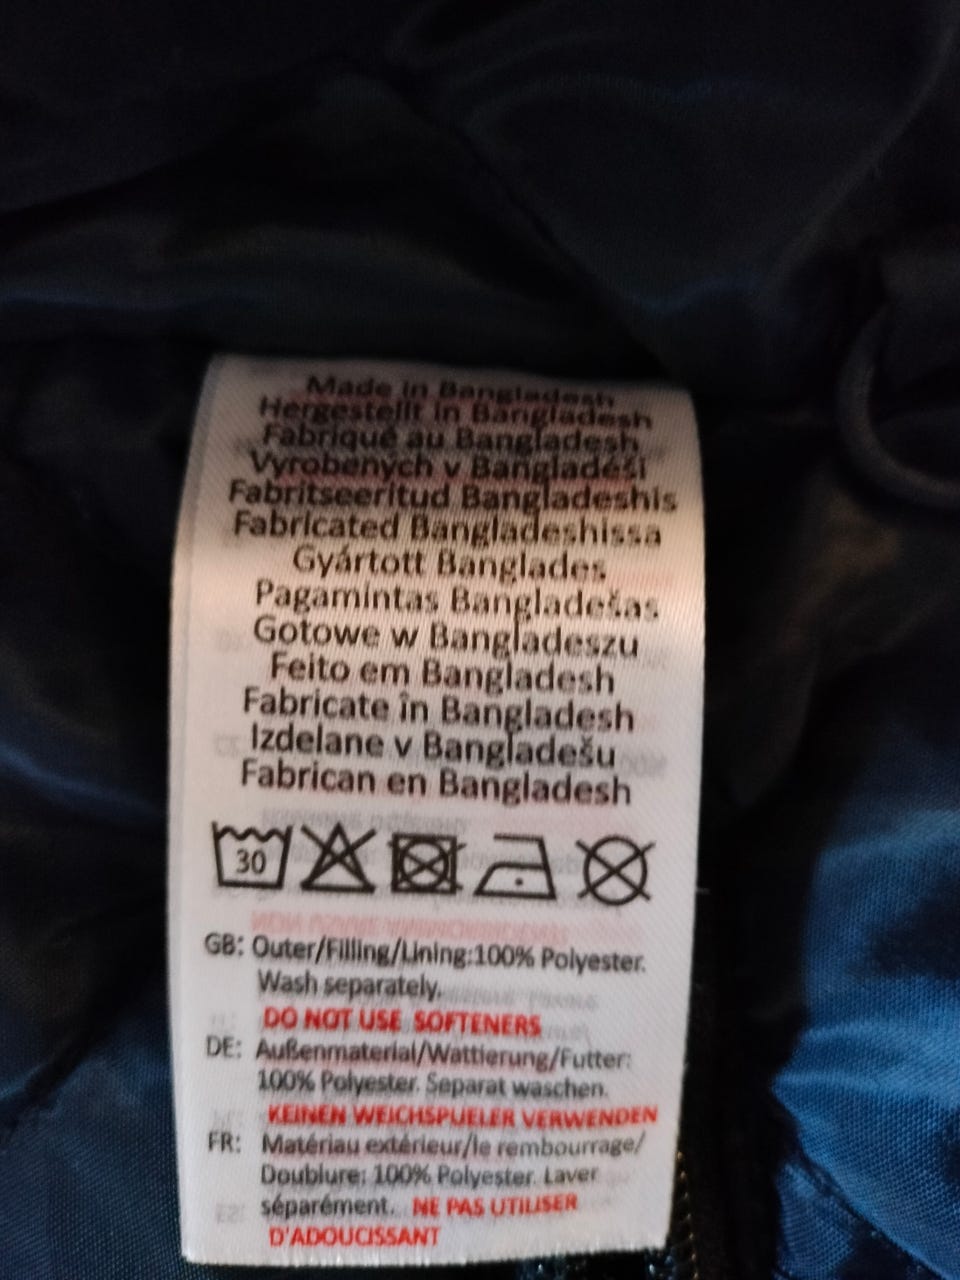 Made in Bangladesh
Hergestellt in Bangladesh
Fabriqué au Bangladesh
Vyrobených v Bangladéši
Fabritseeritud Bangladeshis
Fabricated Bangladeshissa
Gyártott Banglades
Pagamintas Bangladešas
Gotowe w Bangladeszu
Feito em Bangladesh
Fabricate în Bangladesh
Izdelane v Bangladešu
Fabrican en Bangladesh
30
GB: Outer/Filling/Lining:100% Polyester.
Wash separately.
DO NOT USE SOFTENERS
DE: Außenmaterial/Wattierung/Futter:
100% Polyester. Separat waschen.
KEINEN WEICHSPUELER VERWENDEN
FR: Matériau extérieur/le rembourrage/
Doublure: 100% Polyester. Laver
séparément. NE PAS UTILISER
D'ADOUCISSANT